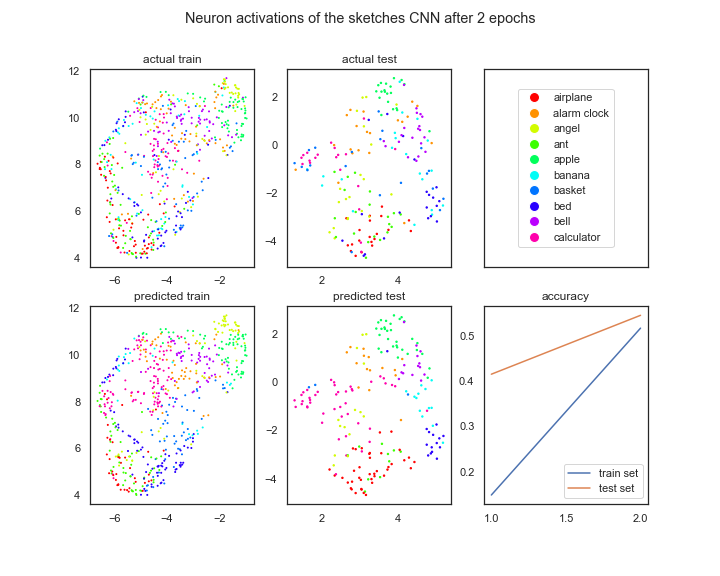 Neuron activations of the sketches CNN after 2 epochs
actual train
actual test
12
10
8
6
4
−6
−4
−2
2
0
−2
−4
2
4
airplane
alarm clock
angel
ant
apple
banana
basket
bed
bell
calculator
predicted train
predicted test
accuracy
12
10
8
6
4
−6
−4
−2
2
0
−2
−4
2
4
0.5
0.4
0.3
0.2
train set
test set
1.0
1.5
2.0